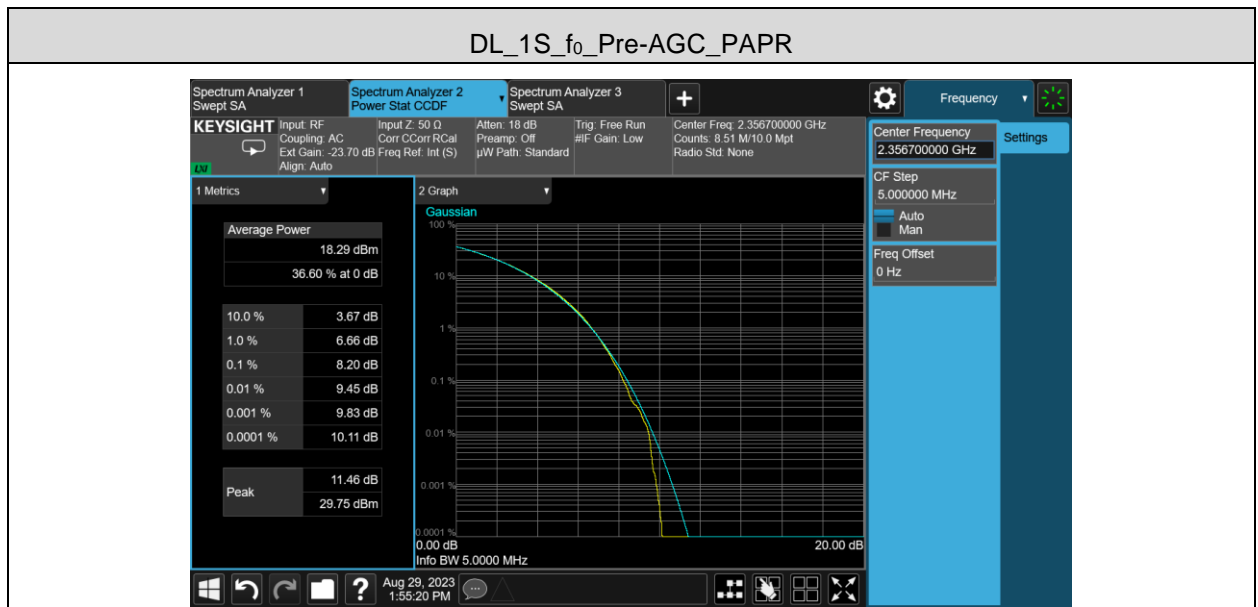 DL_1S_f0_Pre-AGC_PAPR
Spectrum Analyzer 1
Swept SA
Spectrum Analyzer 2
Power Stat CCDF
Spectrum Analyzer 3
Swept SA
+
Frequency
KEYSIGHT
LXI
Input: RF
Coupling: AC
Ext Gain: -23.70 dB
Align: Auto
Input Z: 50 Ω
Corr CCorr RCal
Freq Ref: Int (S)
Atten: 18 dB
Preamp: Off
µW Path: Standard
Trig: Free Run
#IF Gain: Low
Center Freq: 2.356700000 GHz
Counts: 8.51 M/10.0 Mpt
Radio Std: None
Center Frequency
2.356700000 GHz
Settings
CF Step
5.000000 MHz
Auto
Man
Freq Offset
0 Hz
1 Metrics
Average Power
18.29 dBm
36.60 % at 0 dB
10.0 % 3.67 dB
1.0 % 6.66 dB
0.1 % 8.20 dB
0.01 % 9.45 dB
0.001 % 9.83 dB
0.0001 % 10.11 dB
Peak
11.46 dB
29.75 dBm
2 Graph
Gaussian
100 %
10 %
1 %
0.1 %
0.01 %
0.001 %
0.0001 %
0.00 dB
20.00 dB
Info BW 5.0000 MHz
?
Aug 29, 2023
1:55:20 PM